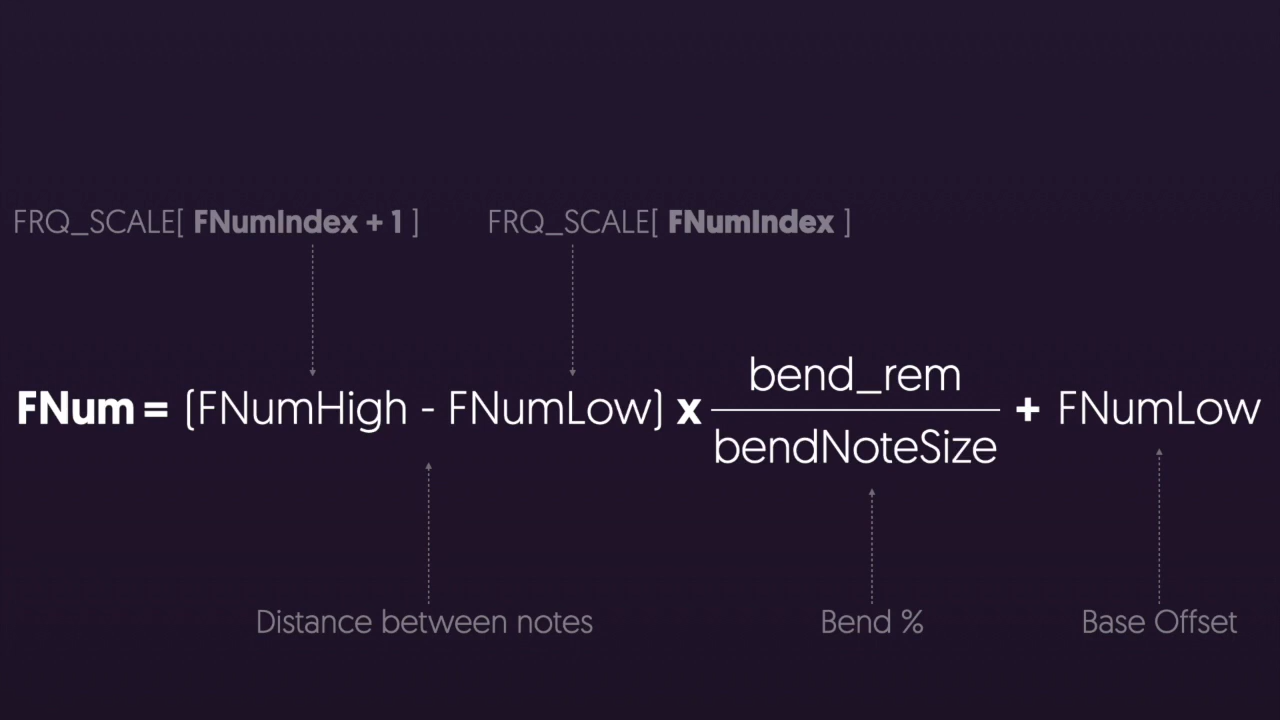 FRQ_SCALE[ FNumIndex + 1 ] FRQ_SCALE[ FNumIndex ]
bend_rem
FNum = (FNumHigh - FNumLow) x + FNumLow
bendNoteSize
Distance between notes Bend % Base Offset